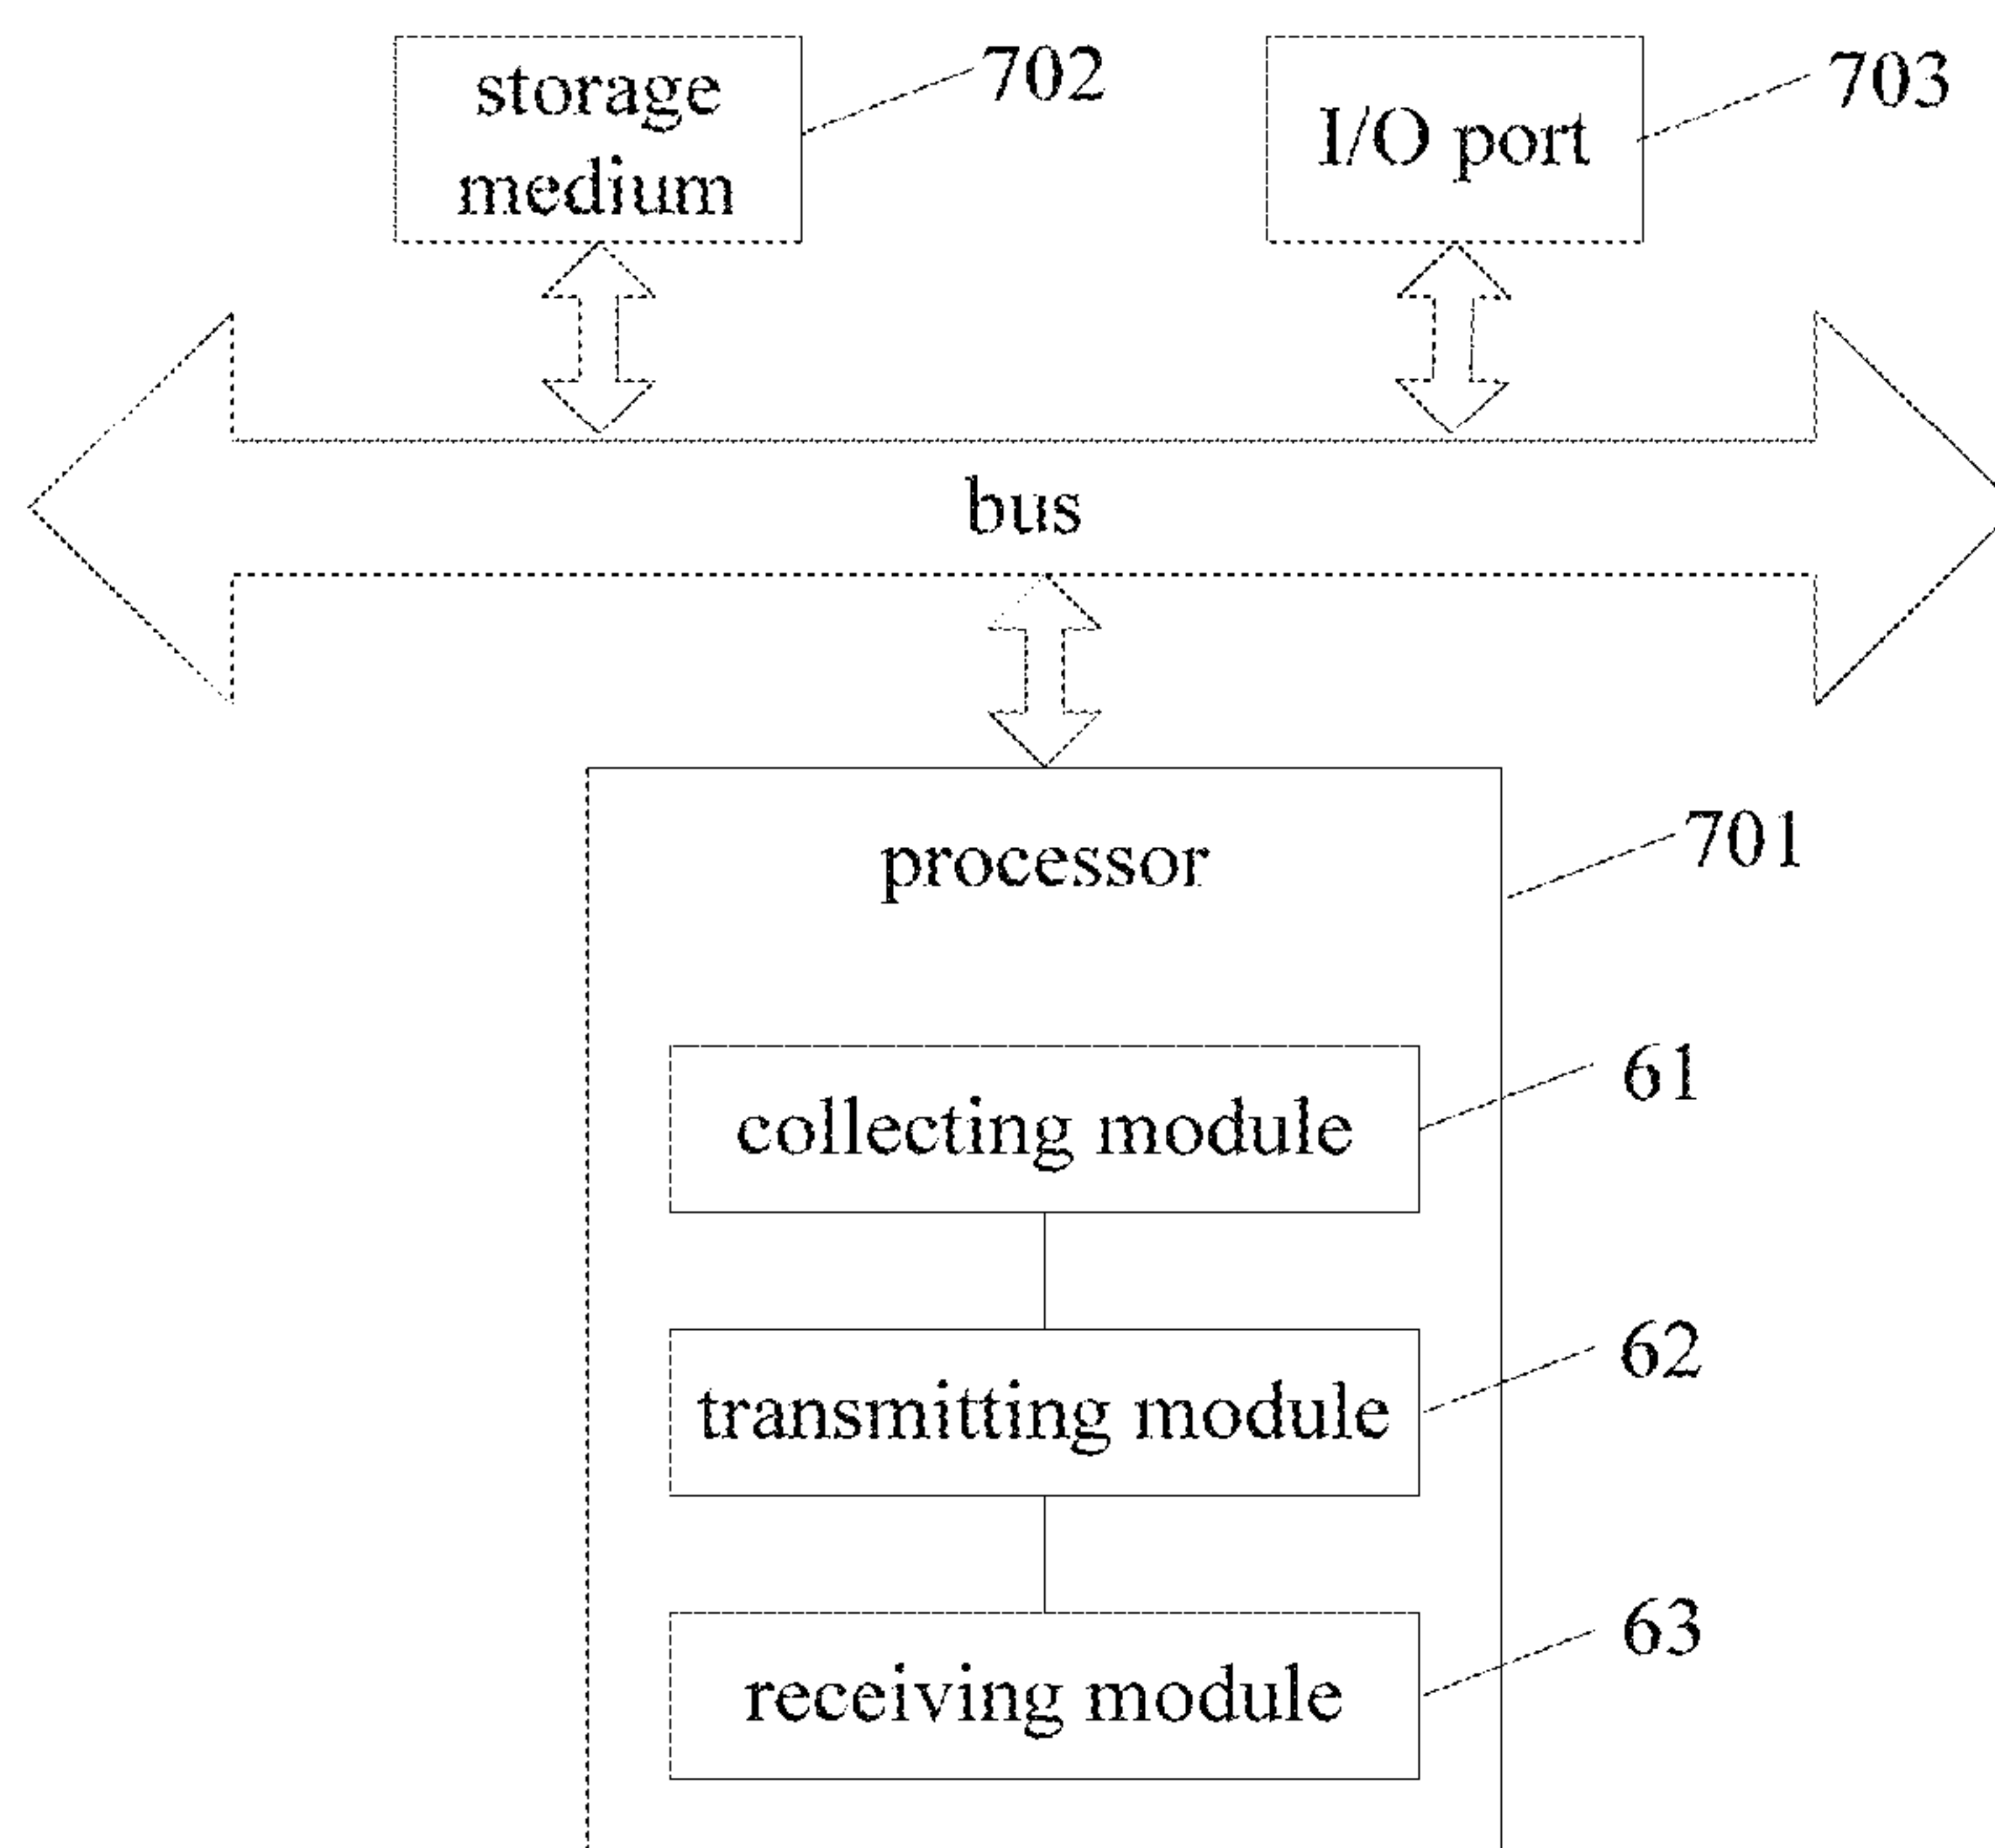 storage
medium
702
I/O port
703
bus
processor
701
collecting module
61
transmitting module
62
receiving module
63